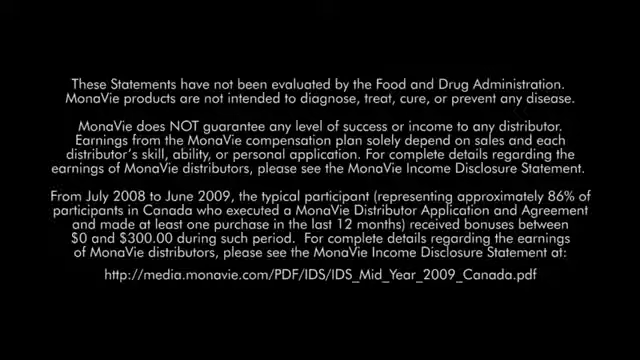 These Statements have not been evaluated by the Food and Drug Administration.
MonaVie products are not intended to diagnose, treat, cure, or prevent any disease.
MonaVie does NOT guarantee any level of success or income to any distributor.
Earnings from the MonaVie compensation plan solely depend on sales and each
distributor's skill, ability, or personal application. For complete details regarding the
earnings of MonaVie distributors, please see the MonaVie Income Disclosure Statement.
From July 2008 to June 2009, the typical participant (representing approximately 86% of
participants in Canada who executed a MonaVie Distributor Application and Agreement
and made at least one purchase in the last 12 months) received bonuses between
$0 and $300.00 during such period. For complete details regarding the earnings
of MonaVie distributors, please see the MonaVie Income Disclosure Statement at:
http://media.monavie.com/PDF/IDS/IDS_Mid_Year_2009_Canada.pdf